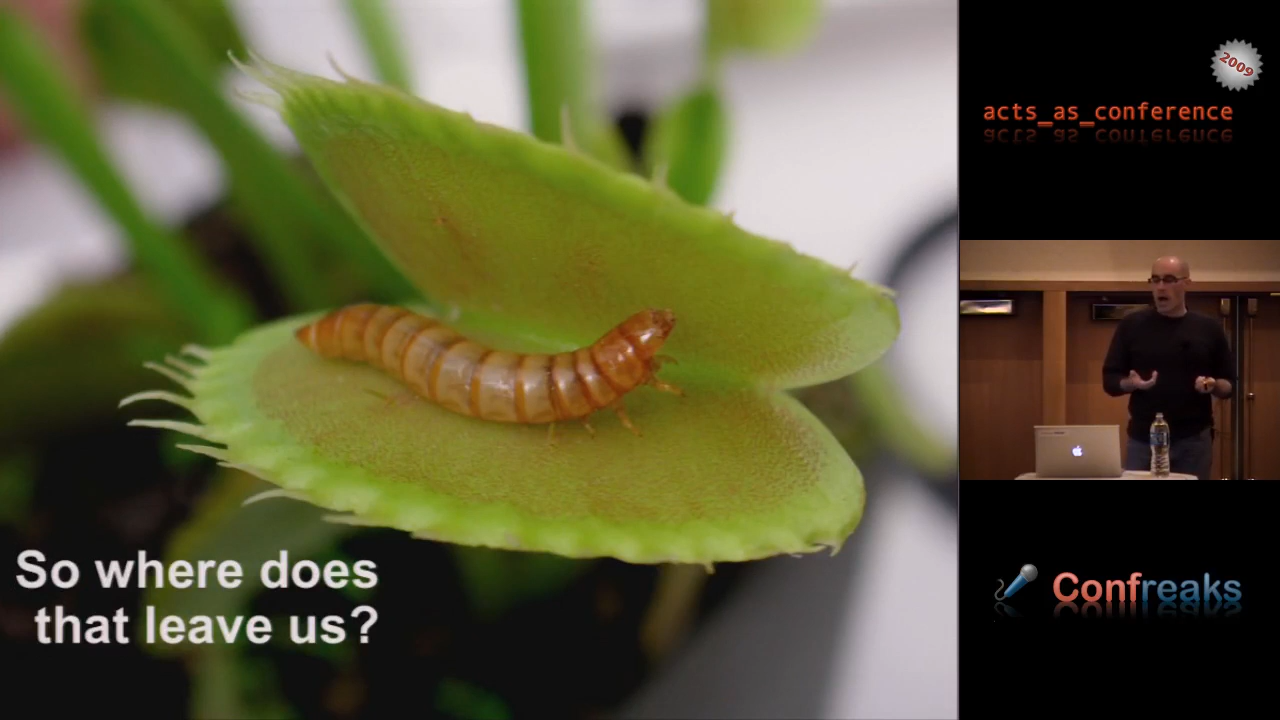 So where does
that leave us?
2009
acts_as_conference
Confreaks